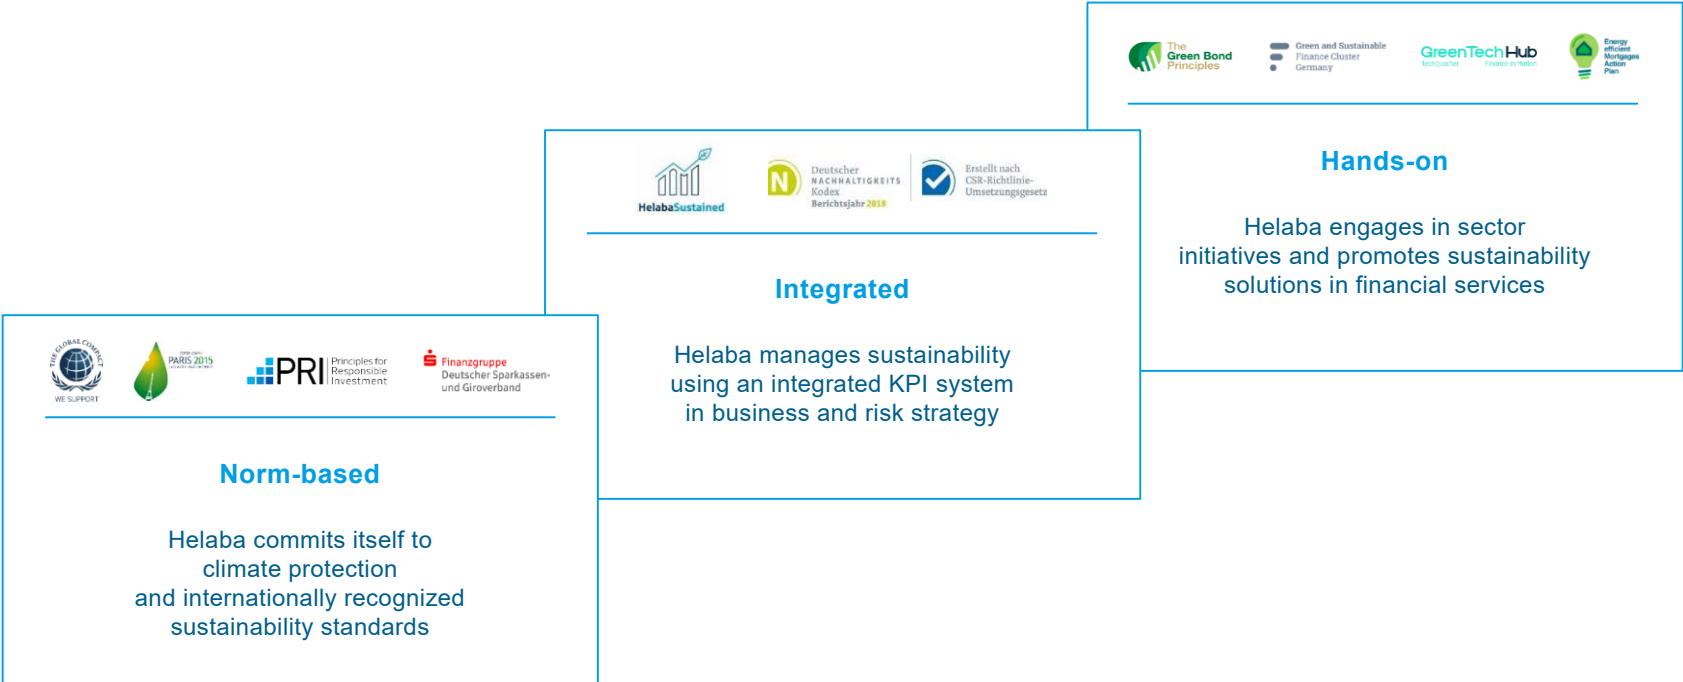 THE GLOBAL COMPACT
WE SUPPORT
PARIS 2015
PRI
Principles for
Responsible
Investment
Finanzgruppe
Deutscher Sparkassen-
und Giroverband
Norm-based
Helaba commits itself to
climate protection
and internationally recognized
sustainability standards
HelabaSustained
Deutscher
NACHHALTIGKEITS
Kodex
Berichtsjahr 2018
Erstellt nach
CSR-Richtlinie-
Umsetzungsgesetz
Integrated
Helaba manages sustainability
using an integrated KPI system
in business and risk strategy
The
Green Bond
Principles
Green and Sustainable
Finance Cluster
Germany
GreenTechHub
TechQuartier Finance in Motion
Energy
efficient
Mortgages
Action
Plan
Hands-on
Helaba engages in sector
initiatives and promotes sustainability
solutions in financial services